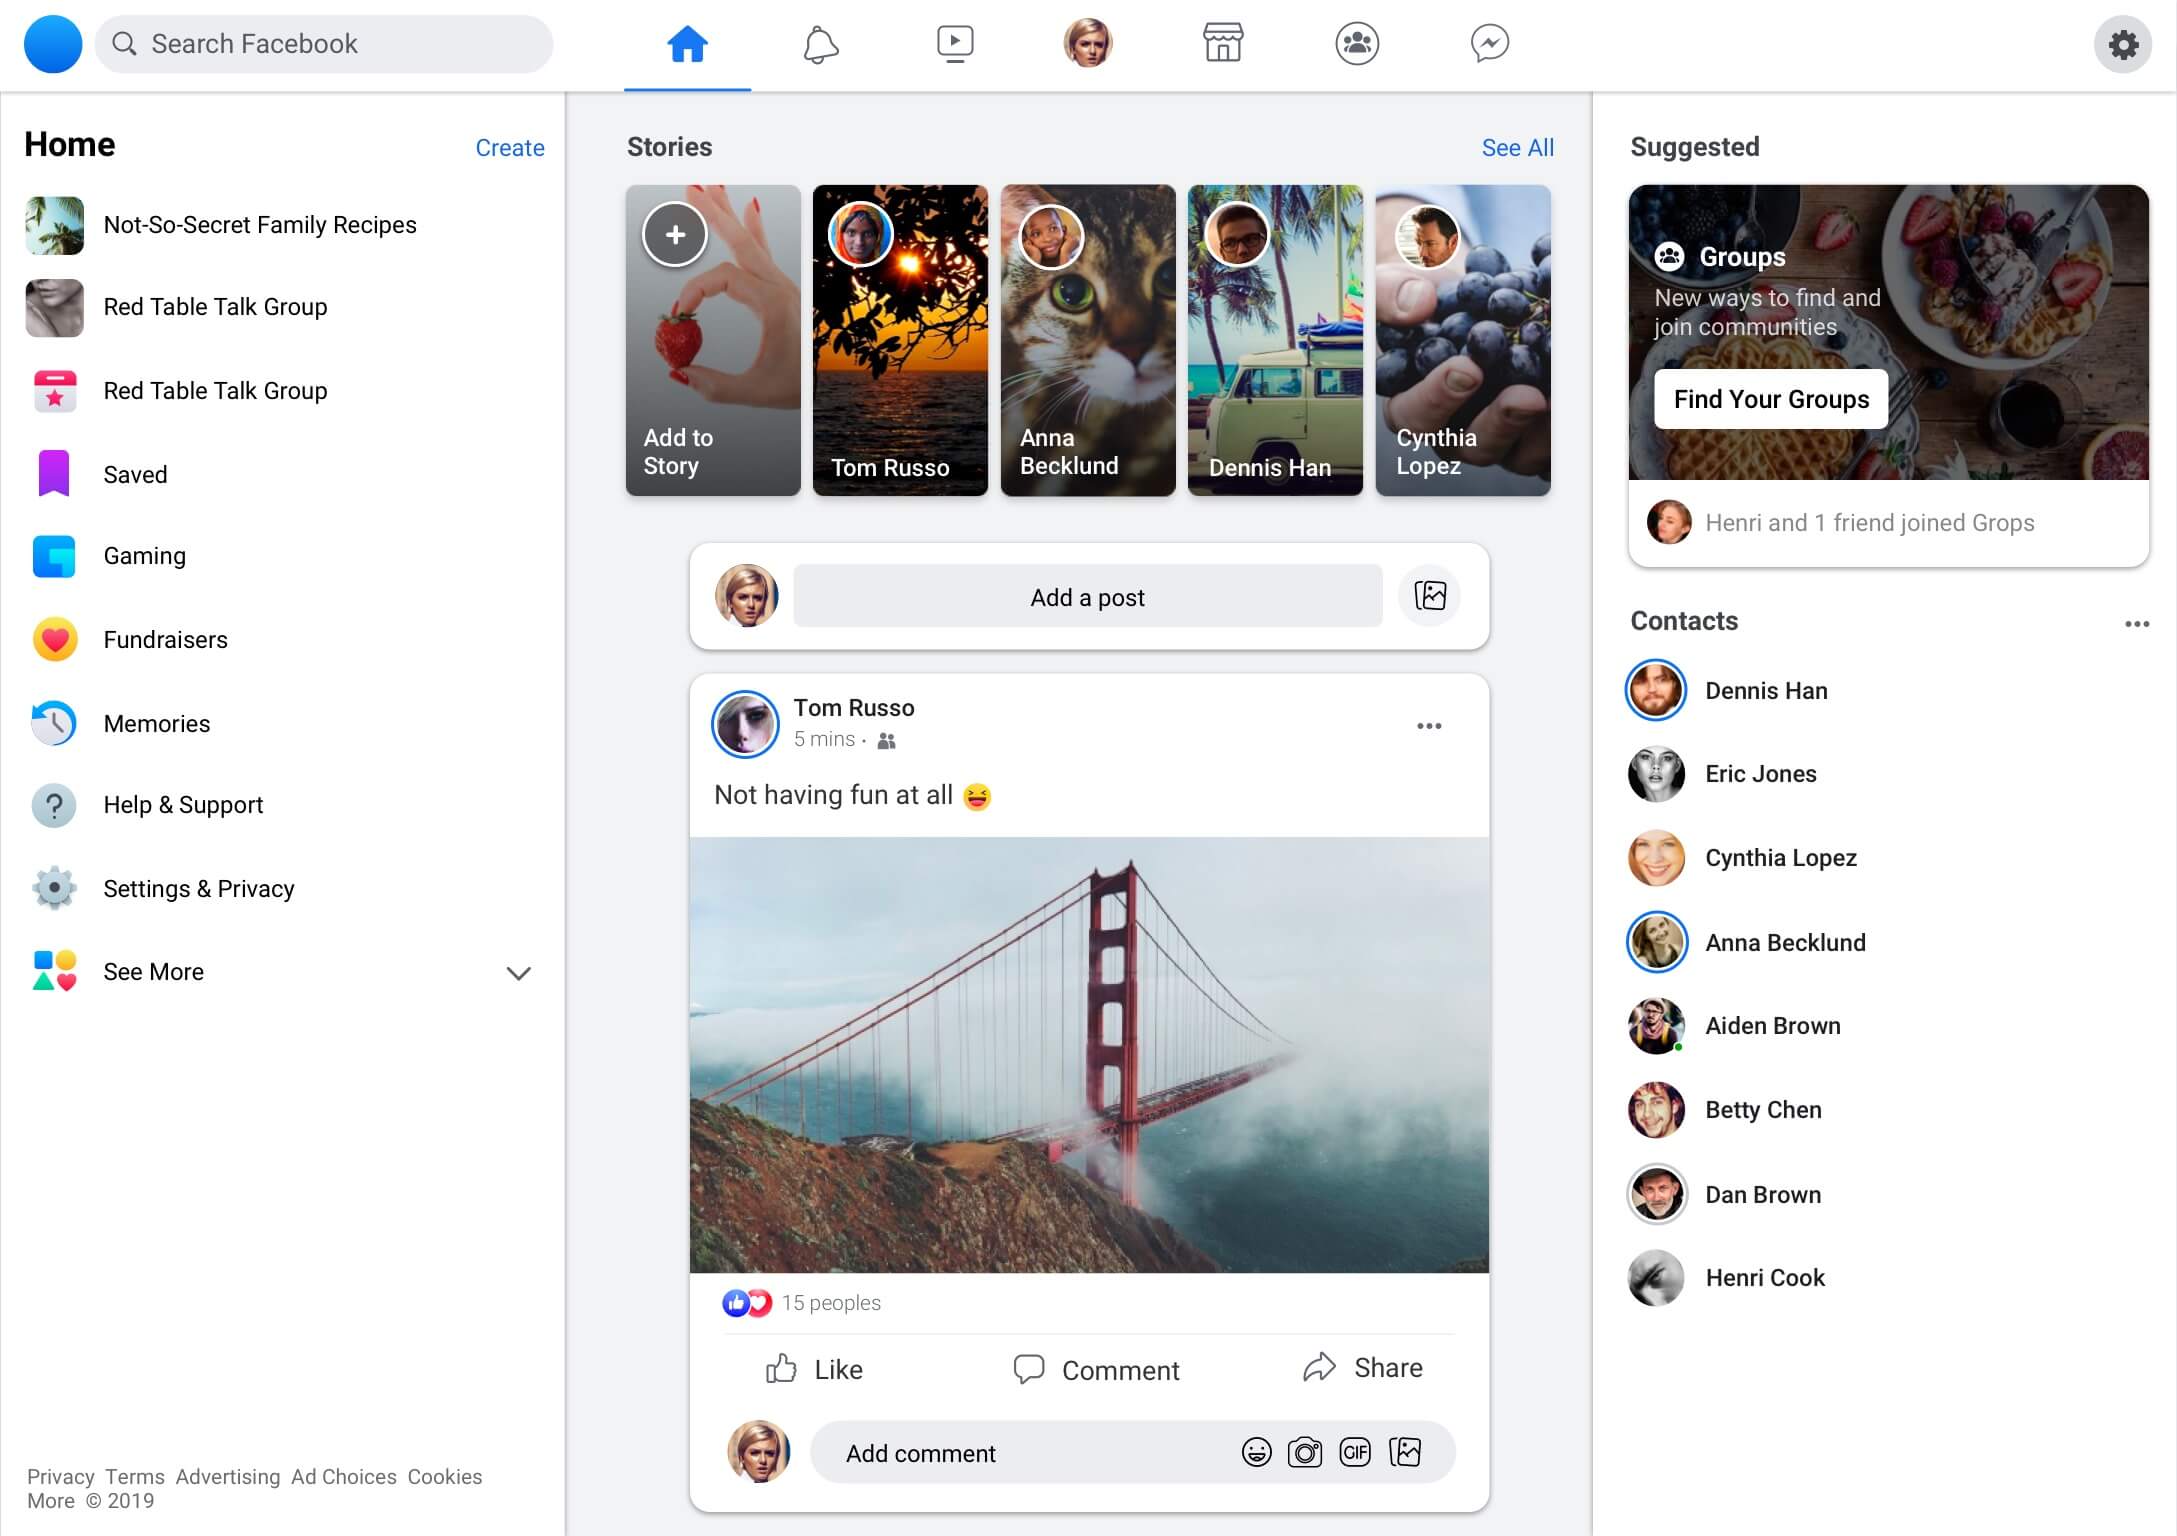 Search Facebook
Home
Create
Not-So-Secret Family Recipes
Red Table Talk Group
Red Table Talk Group
Saved
Gaming
Fundraisers
Memories
?
Help & Support
Settings & Privacy
See More
Privacy Terms Advertising Ad Choices Cookies
More © 2019
Stories
See All
Add to
Story
Tom Russo
Anna
Becklund
Dennis Han
Cynthia
Lopez
Add a post
Tom Russo
5 mins ·
Not having fun at all 😆
15 peoples
Like
Comment
Share
Add comment
GIF
Suggested
Groups
New ways to find and
join communities
Find Your Groups
Henri and 1 friend joined Grops
Contacts
Dennis Han
Eric Jones
Cynthia Lopez
Anna Becklund
Aiden Brown
Betty Chen
Dan Brown
Henri Cook